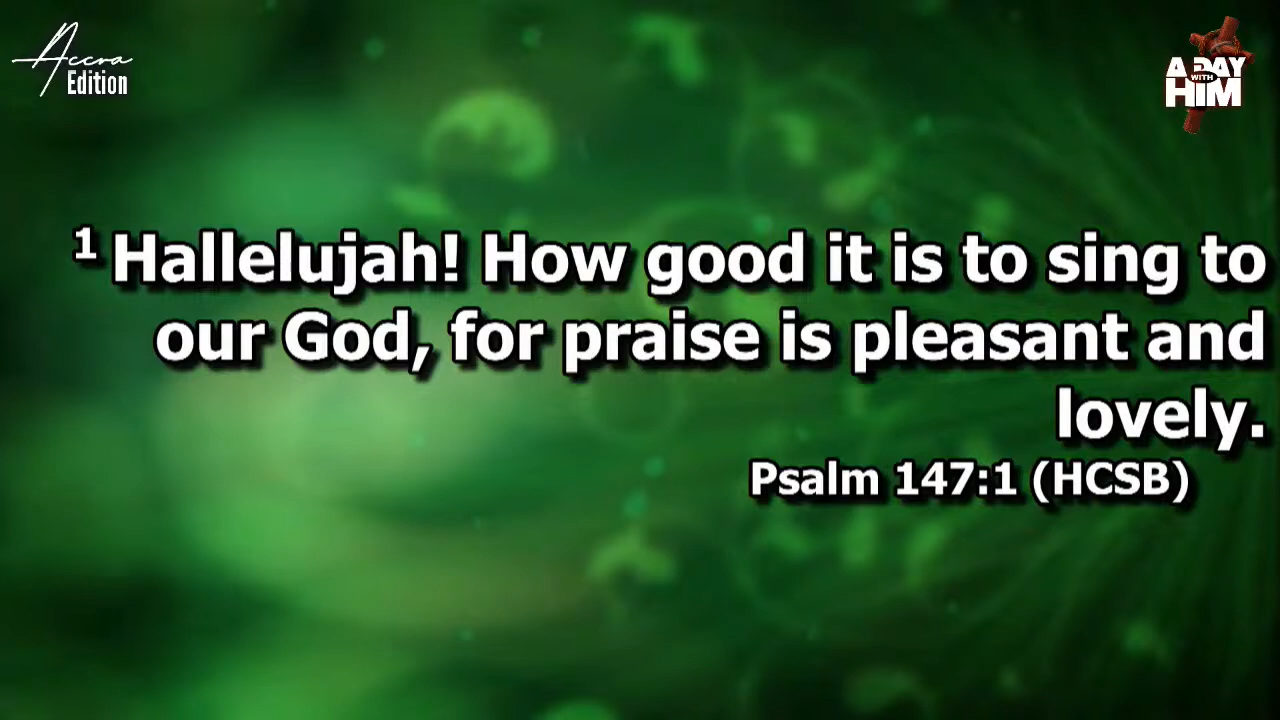 Accra
Edition
A DAY
WITH
HIM
1 Hallelujah! How good it is to sing to
our God, for praise is pleasant and
lovely.
Psalm 147:1 (HCSB)